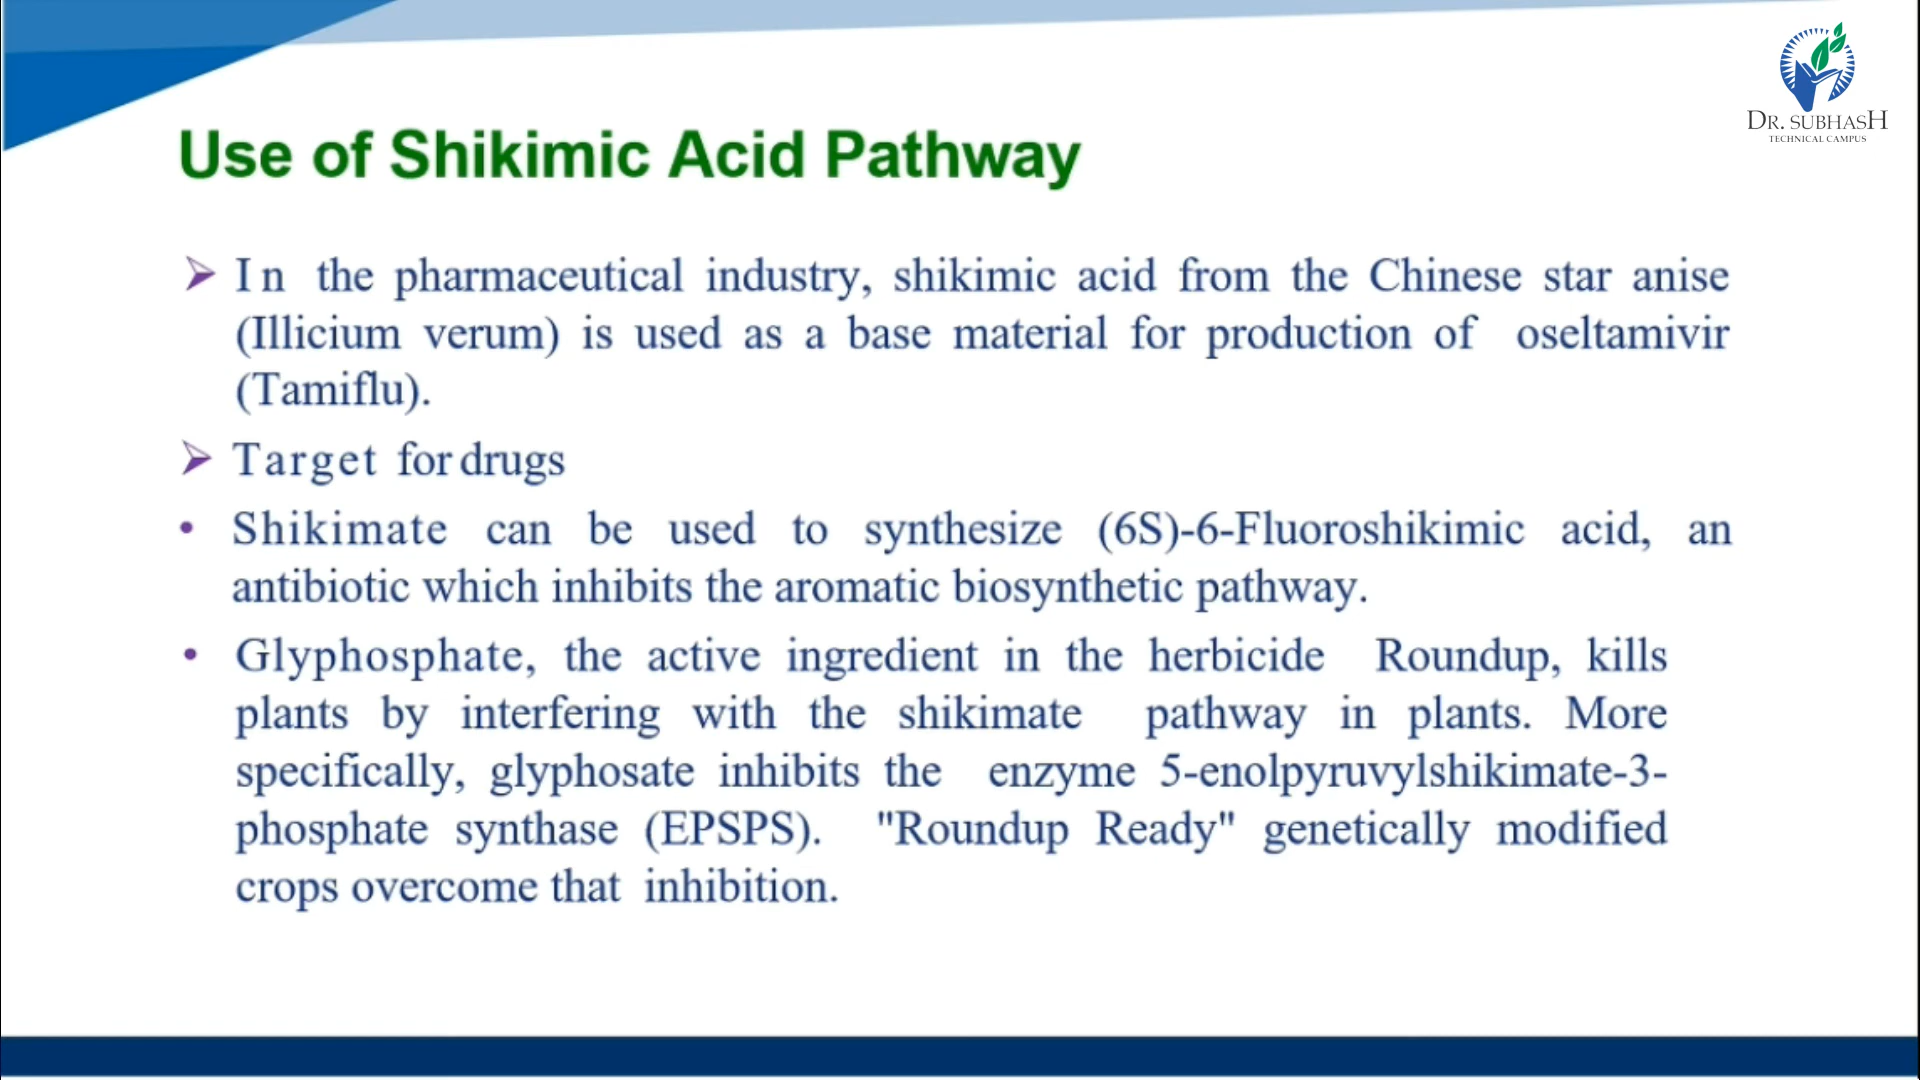 DR. SUBHASH
TECHNICAL CAMPUS
Use of Shikimic Acid Pathway
➢ In the pharmaceutical industry, shikimic acid from the Chinese star anise
(Illicium verum) is used as a base material for production of oseltamivir
(Tamiflu).
➢ Target for drugs
• Shikimate can be used to synthesize (6S)-6-Fluoroshikimic acid, an
antibiotic which inhibits the aromatic biosynthetic pathway.
• Glyphosphate, the active ingredient in the herbicide Roundup, kills
plants by interfering with the shikimate pathway in plants. More
specifically, glyphosate inhibits the enzyme 5-enolpyruvylshikimate-3-
phosphate synthase (EPSPS). "Roundup Ready" genetically modified
crops overcome that inhibition.